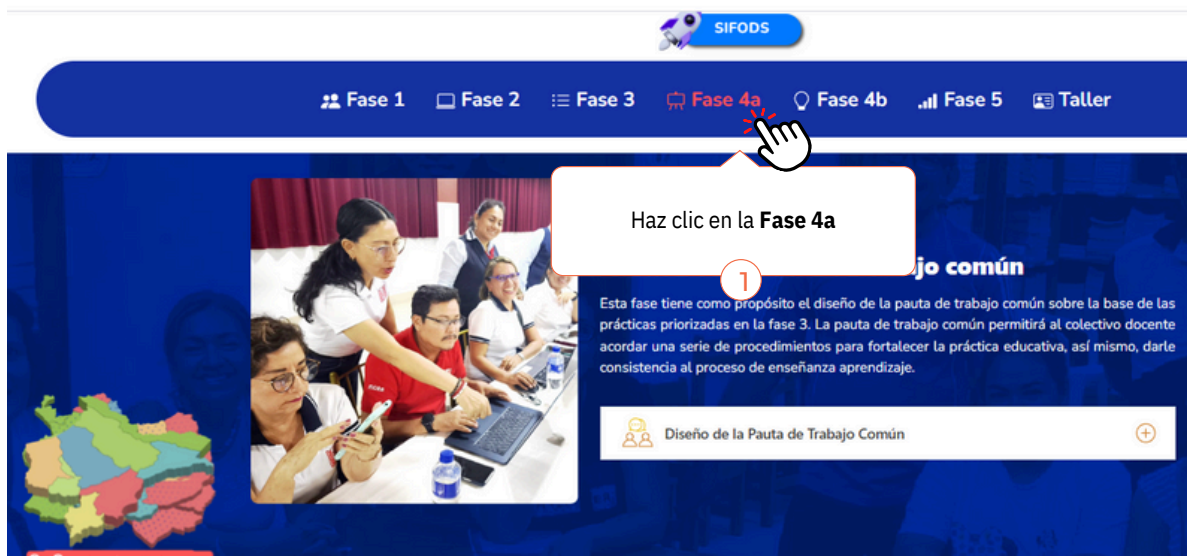 SIFODS
Fase 1
Fase 2
Fase 3
Fase 4a
Fase 4b
Fase 5
Taller
Haz clic en la Fase 4a
1
jo común
Esta fase tiene como propósito el diseño de la pauta de trabajo común sobre la base de las
prácticas priorizadas en la fase 3. La pauta de trabajo común permitirá al colectivo docente
acordar una serie de procedimientos para fortalecer la práctica educativa, así mismo, darle
consistencia al proceso de enseñanza aprendizaje.
Diseño de la Pauta de Trabajo Común